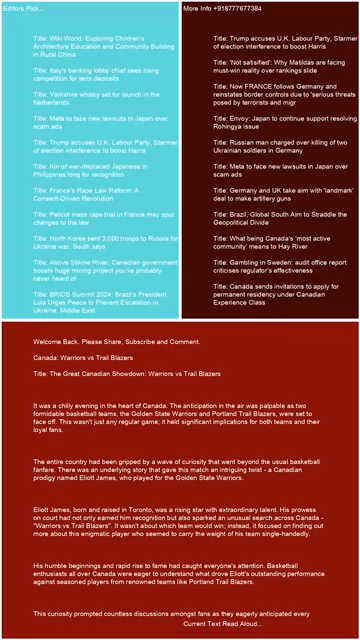 Editors Pick...
Title: Wiki World: Exploring Children's
Architecture Education and Community Building
in Rural China
Title: Italy's banking lobby chief sees rising
competition for term deposits
Title: Yorkshire whisky set for launch in the
Netherlands
Title: Meta to face new lawsuits in Japan over
scam ads
Title: Trump accuses U.K. Labour Party, Starmer
of election interference to boost Harris
Title: Kin of war-displaced Japanese in
Philippines long for recognition
Title: France's Rape Law Reform: A
Consent-Driven Revolution
Title: Pelicot mass rape trial in France may spur
changes to the law
Title: North Korea sent 3,000 troops to Russia for
Ukraine war, South says
Title: Above Stikine River, Canadian government
boosts huge mining project you've probably
never heard of
Title: BRICS Summit 2024: Brazil's President
Lula Urges Peace to Prevent Escalation in
Ukraine, Middle East
More Info +918777677384
Title: Trump accuses U.K. Labour Party, Starmer
of election interference to boost Harris
Title: 'Not satisfied': Why Matildas are facing
must-win reality over rankings slide
Title: Now FRANCE follows Germany and
reinstates border controls due to 'serious threats
posed by terrorists and migr
Title: Envoy: Japan to continue support resolving
Rohingya issue
Title: Russian man charged over killing of two
Ukrainian soldiers in Germany
Title: Meta to face new lawsuits in Japan over
scam ads
Title: Germany and UK take aim with 'landmark'
deal to make artillery guns
Title: Brazil, Global South Aim to Straddle the
Geopolitical Divide
Title: What being Canada's 'most active
community' means to Hay River
Title: Gambling in Sweden: audit office report
criticises regulator's effectiveness
Title: Canada sends invitations to apply for
permanent residency under Canadian
Experience Class
Welcome Back. Please Share, Subscribe and Comment.
Canada: Warriors vs Trail Blazers
Title: The Great Canadian Showdown: Warriors vs Trail Blazers
It was a chilly evening in the heart of Canada. The anticipation in the air was palpable as two
formidable basketball teams, the Golden State Warriors and Portland Trail Blazers, were set to
face off. This wasn't just any regular game; it held significant implications for both teams and their
loyal fans.
The entire country had been gripped by a wave of curiosity that went beyond the usual basketball
fanfare. There was an underlying story that gave this match an intriguing twist - a Canadian
prodigy named Eliott James, who played for the Golden State Warriors.
Eliott James, born and raised in Toronto, was a rising star with extraordinary talent. His prowess
on court had not only earned him recognition but also sparked an unusual search across Canada -
"Warriors vs Trail Blazers". It wasn't about which team would win; instead, it focused on finding out
more about this enigmatic player who seemed to carry the weight of his team single-handedly.
His humble beginnings and rapid rise to fame had caught everyone's attention. Basketball
enthusiasts all over Canada were eager to understand what drove Eliott's outstanding performance
against seasoned players from renowned teams like Portland Trail Blazers.
This curiosity prompted countless discussions amongst fans as they eagerly anticipated every
Current Text Read Aloud...